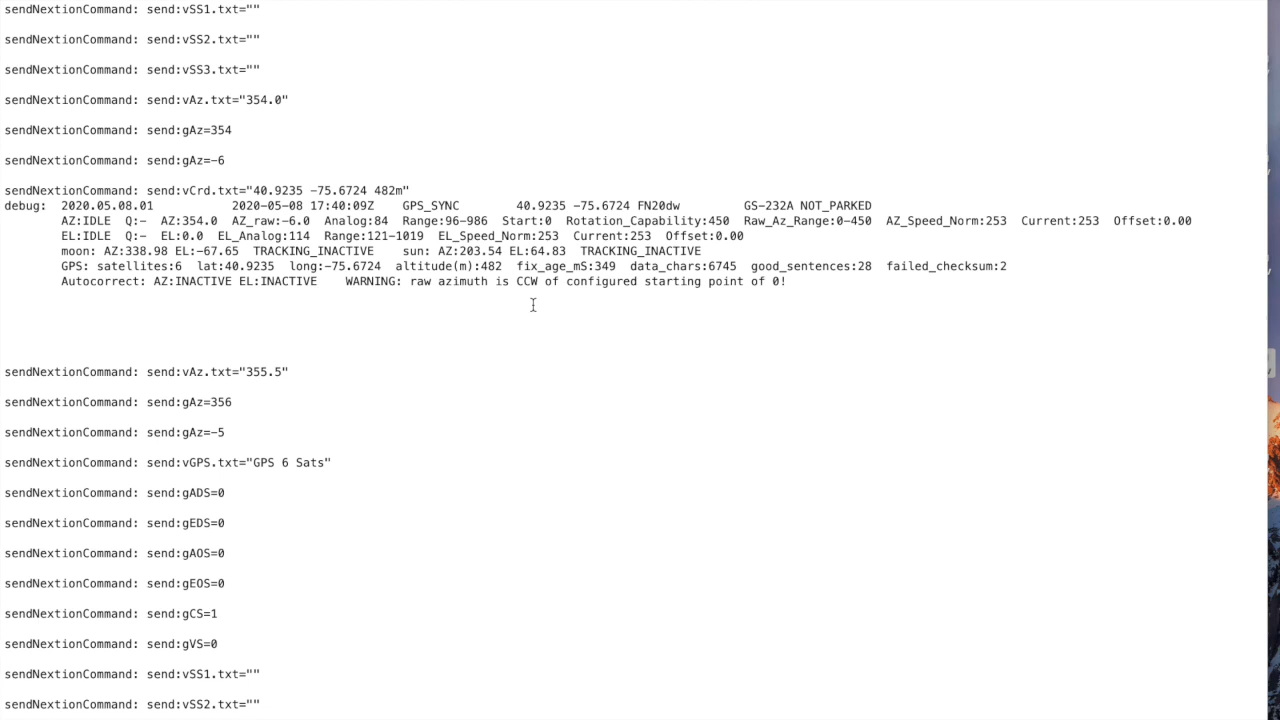 sendNextionCommand: send:vSS1.txt=""
sendNextionCommand: send:vSS2.txt=""
sendNextionCommand: send:vSS3.txt=""
sendNextionCommand: send:vAz.txt="354.0"
sendNextionCommand: send:gAz=354
sendNextionCommand: send:gAz=-6
sendNextionCommand: send:vCrd.txt="40.9235 -75.6724 482m"
debug:  2020.05.08.01           2020-05-08 17:40:09Z    GPS_SYNC        40.9235 -75.6724 FN20dw         GS-232A NOT_PARKED
        AZ:IDLE  Q:-  AZ:354.0  AZ_raw:-6.0  Analog:84  Range:96-986  Start:0  Rotation_Capability:450  Raw_Az_Range:0-450  AZ_Speed_Norm:253  Current:253  Offset:0.00
        EL:IDLE  Q:-  EL:0.0  EL_Analog:114  Range:121-1019  EL_Speed_Norm:253  Current:253  Offset:0.00
        moon: AZ:338.98 EL:-67.65  TRACKING_INACTIVE    sun: AZ:203.54 EL:64.83  TRACKING_INACTIVE
        GPS: satellites:6  lat:40.9235  long:-75.6724  altitude(m):482  fix_age_mS:349  data_chars:6745  good_sentences:28  failed_checksum:2
        Autocorrect: AZ:INACTIVE EL:INACTIVE    WARNING: raw azimuth is CCW of configured starting point of 0!
sendNextionCommand: send:vAz.txt="355.5"
sendNextionCommand: send:gAz=356
sendNextionCommand: send:gAz=-5
sendNextionCommand: send:vGPS.txt="GPS 6 Sats"
sendNextionCommand: send:gADS=0
sendNextionCommand: send:gEDS=0
sendNextionCommand: send:gAOS=0
sendNextionCommand: send:gEOS=0
sendNextionCommand: send:gCS=1
sendNextionCommand: send:gVS=0
sendNextionCommand: send:vSS1.txt=""
sendNextionCommand: send:vSS2.txt=""